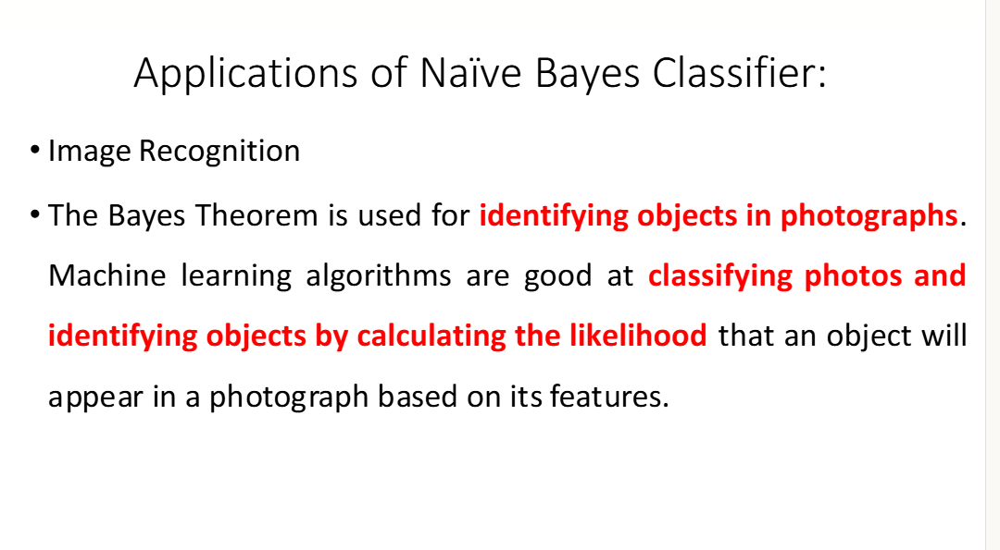 Applications of Naïve Bayes Classifier:
• Image Recognition
• The Bayes Theorem is used for identifying objects in photographs.
Machine learning algorithms are good at classifying photos and
identifying objects by calculating the likelihood that an object will
appear in a photograph based on its features.